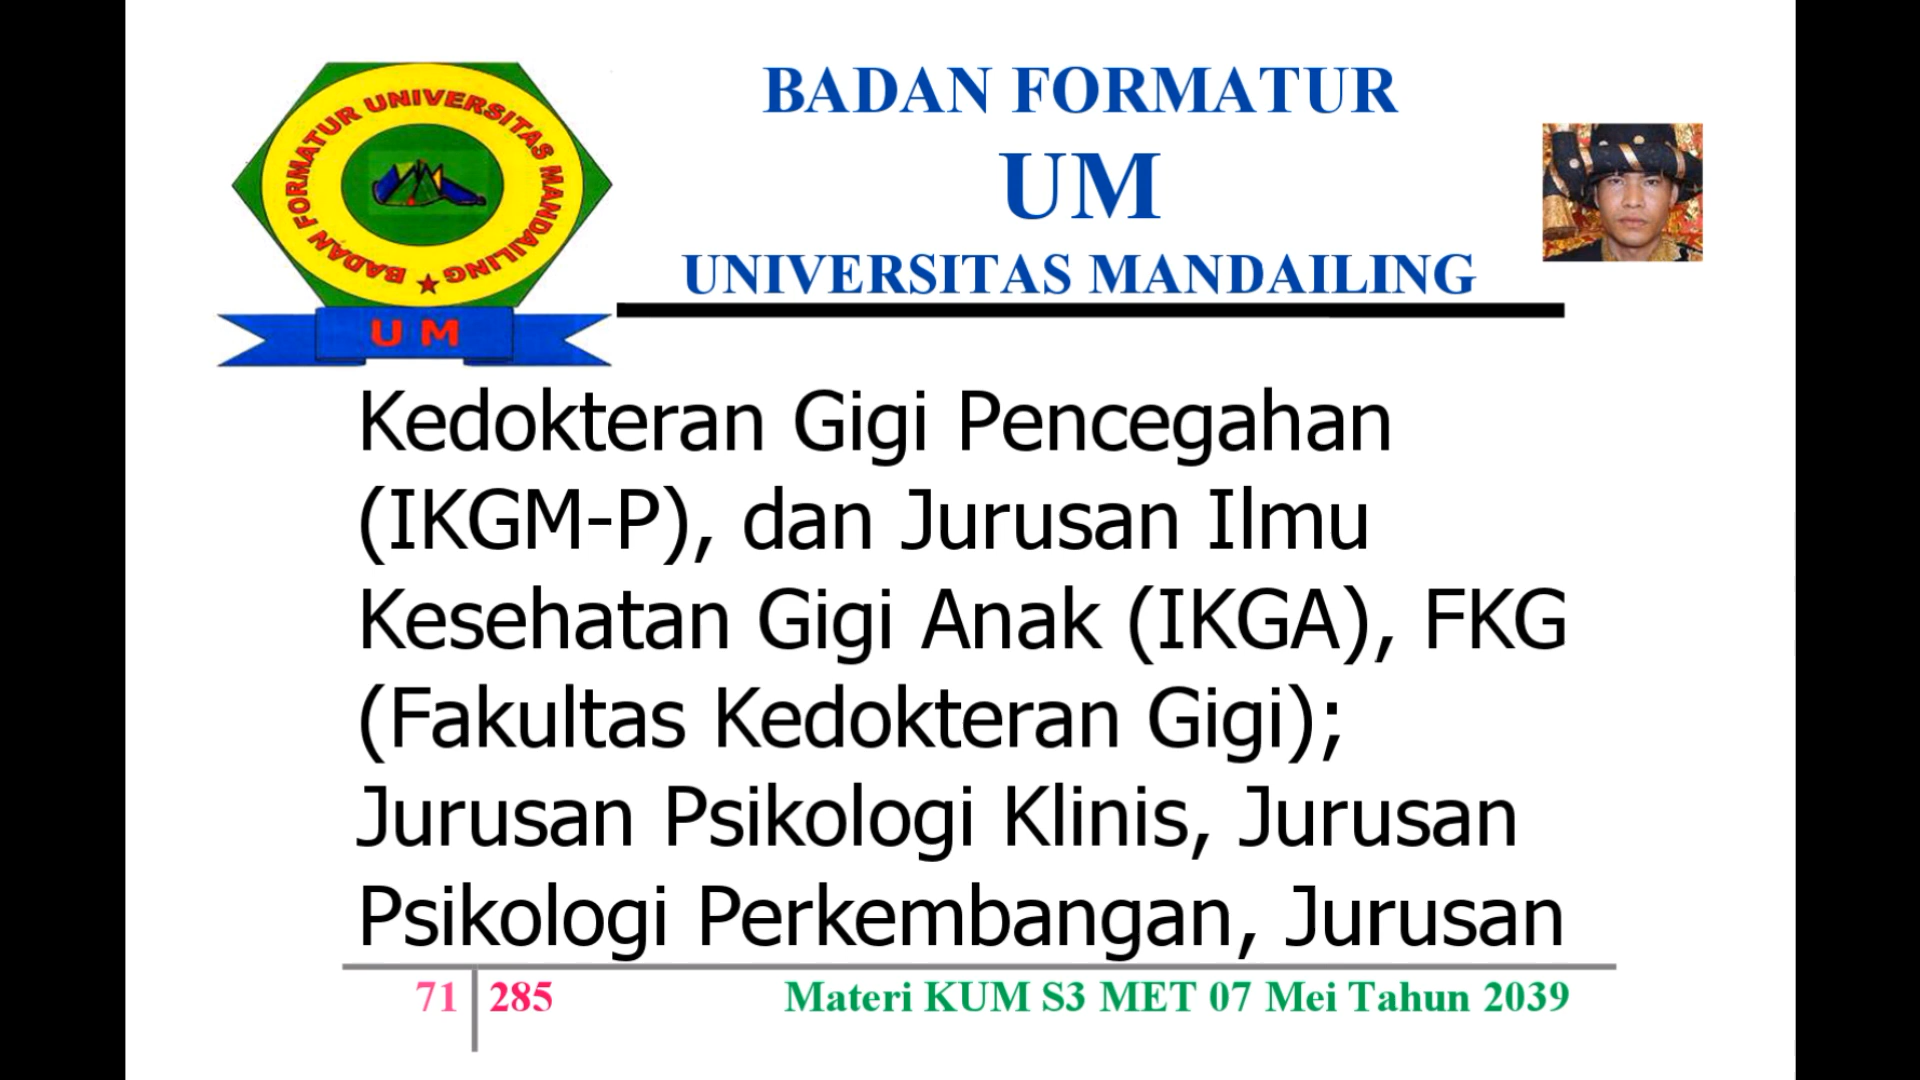 BADAN FORMATUR UNIVERSITAS MANDAILING
U M
BADAN FORMATUR
UM
UNIVERSITAS MANDAILING
Kedokteran Gigi Pencegahan
(IKGM-P), dan Jurusan Ilmu
Kesehatan Gigi Anak (IKGA), FKG
(Fakultas Kedokteran Gigi);
Jurusan Psikologi Klinis, Jurusan
Psikologi Perkembangan, Jurusan
71 285 Materi KUM S3 MET 07 Mei Tahun 2039